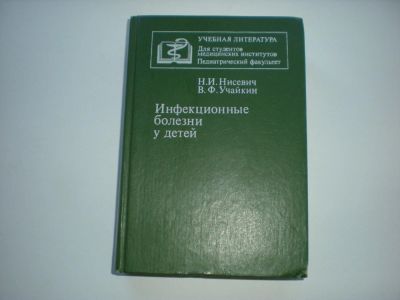 УЧЕБНАЯ ЛИТЕРАТУРА
Для студентов
медицинских институтов
Педиатрический факультет
Н.И. Нисевич
В.Ф. Учайкин
Инфекционные
болезни
у детей